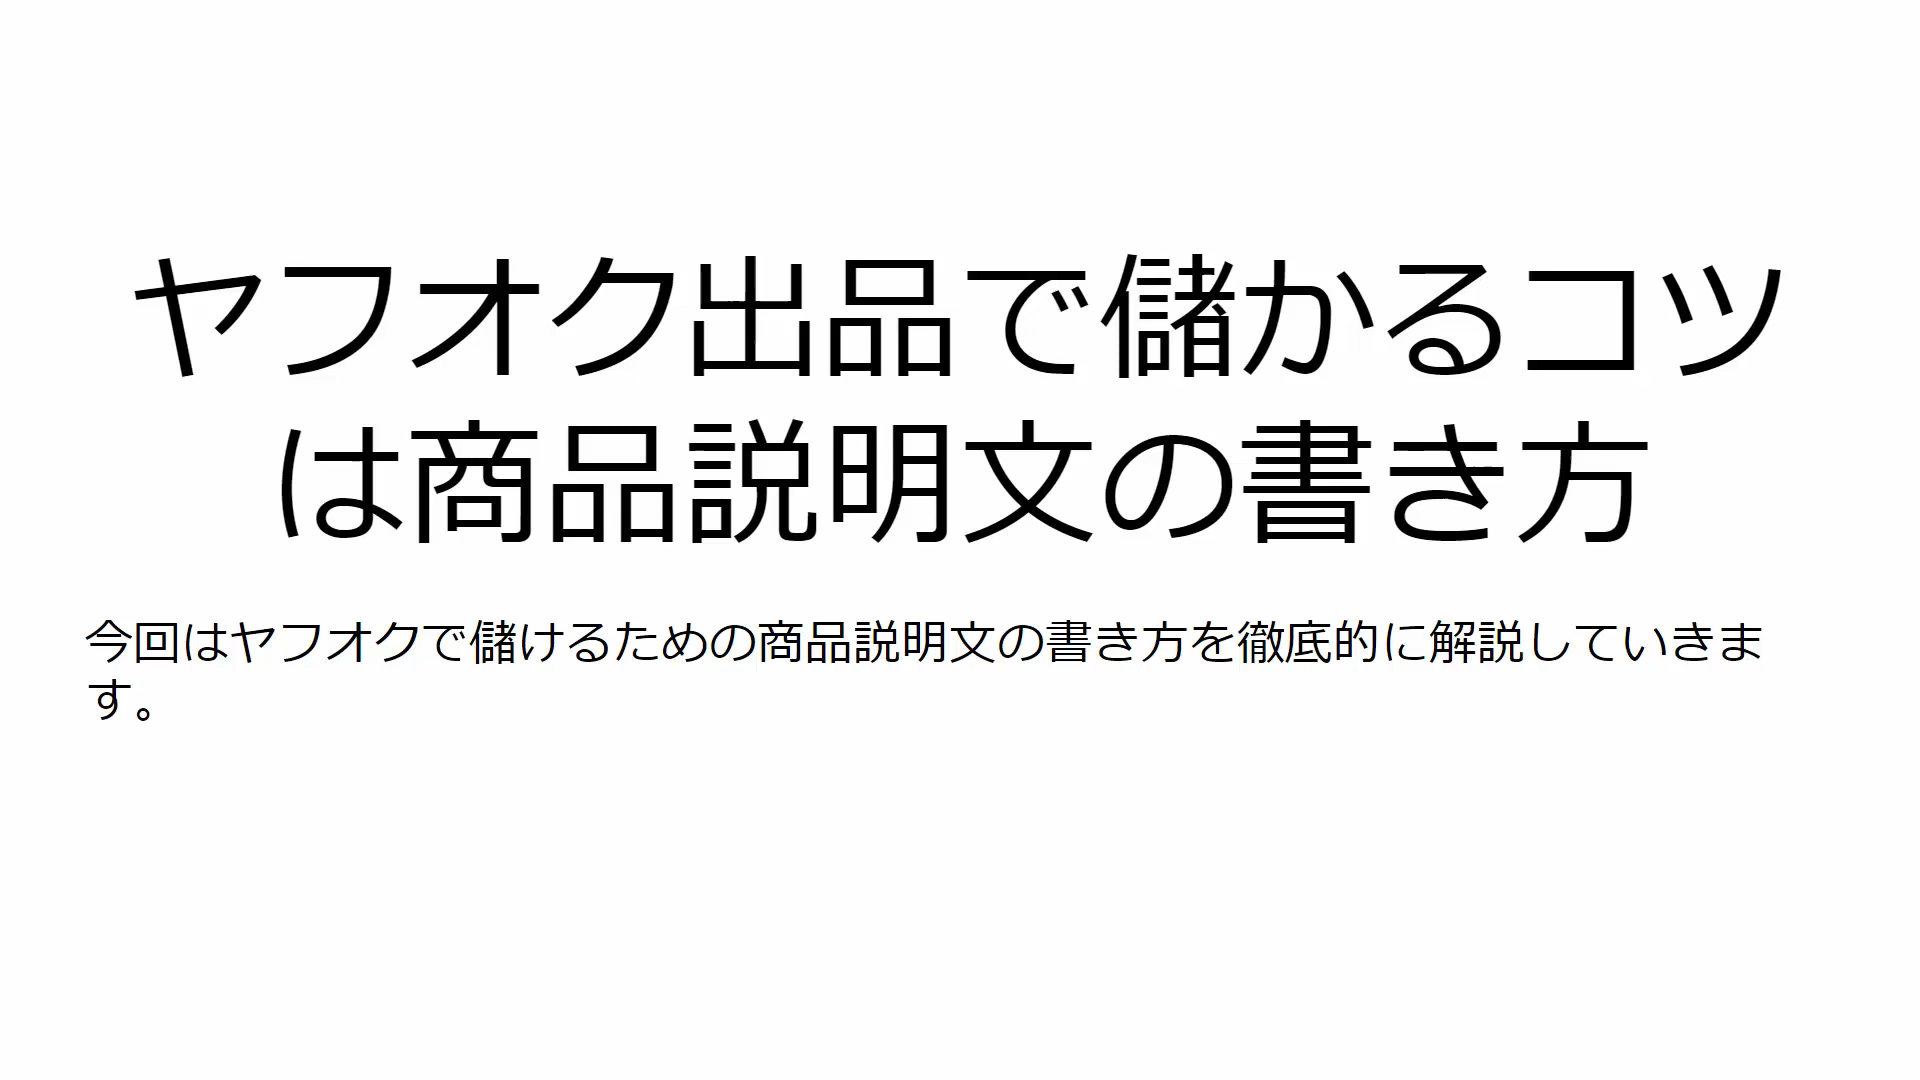 ヤフオク出品で儲かるコツ
は商品説明文の書き方
今回はヤフオクで儲けるための商品説明文の書き方を徹底的に解説していきま
す。